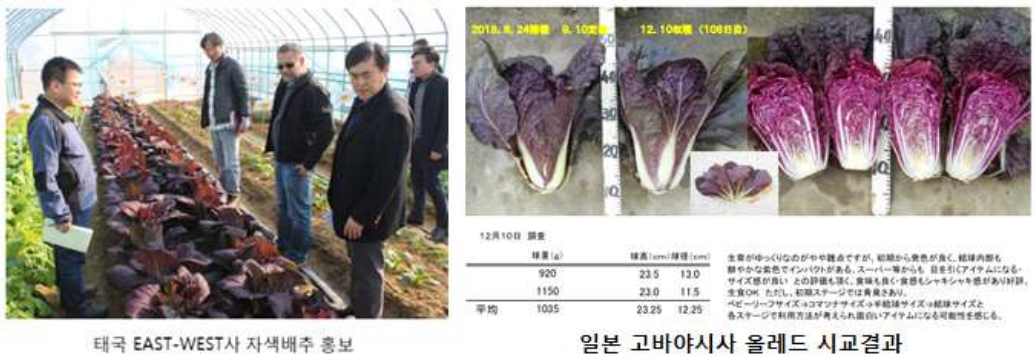 2018.8.24播種 9.10定植 12.10収穫 (108日目)
12月10日 調査
球重(g) 球高(cm) 球径(cm)
920 23.5 13.0
1150 23.0 11.5
平均 1035 23.25 12.25
生育がゆっくりなのがやや難点ですが、初期から発色が良く、結球内部も
鮮やかな紫色でインパクトがある。スーパー等からも 目を引くアイテムになる・
サイズ感が良い との評価も頂く。食味も良く・食感もシャキシャキ感があり好評。
生食OK ただし、初期ステージでは青臭さあり。
ベビーリーフサイズ→コマツナサイズ→半結球サイズ→結球サイズと
各ステージで利用方法が考えられ面白いアイテムになる可能性を感じる。
태국 EAST-WEST사 자색배추 홍보
일본 고바야시사 올레드 시교결과